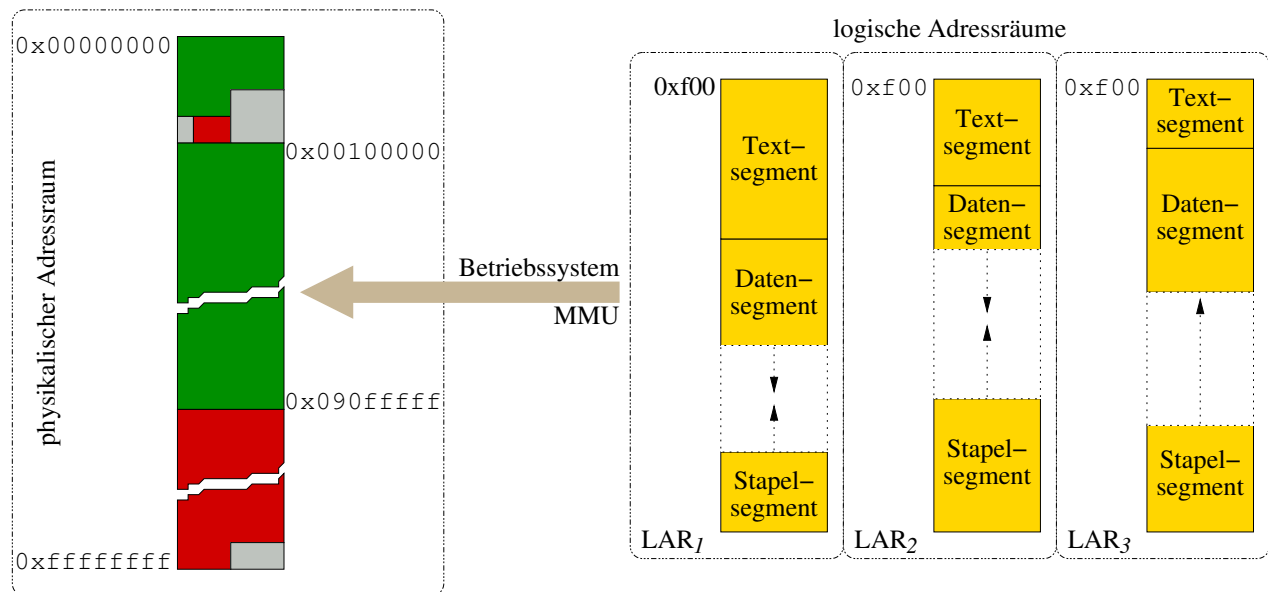 0x00000000
0x00100000
0x090fffff
0xffffffff
physikalischer Adressraum
Betriebssystem
MMU
logische Adressräume
0xf00
Text−
segment
Daten−
segment
Stapel−
segment
LAR1
0xf00
Text−
segment
Daten−
segment
Stapel−
segment
LAR2
0xf00
Text−
segment
Daten−
segment
Stapel−
segment
LAR3